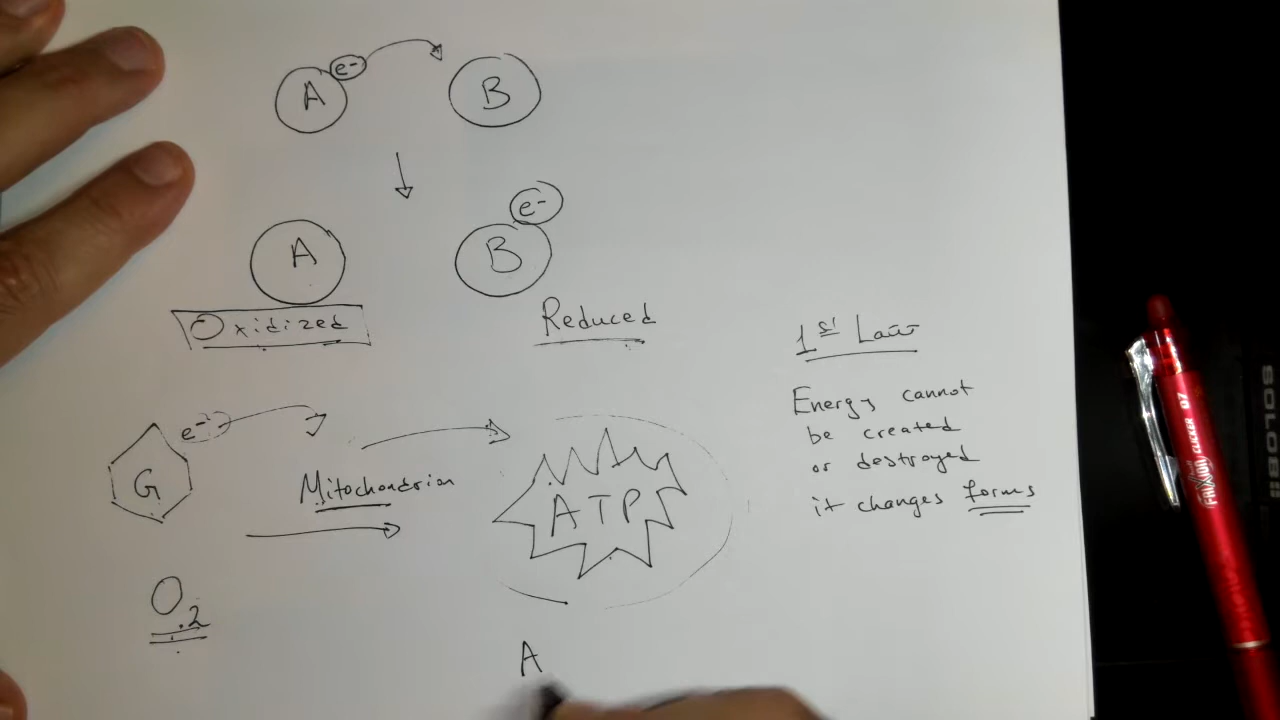 A e- B
A B e-
Oxidized Reduced
1st Law
Energy cannot
be created
or destroyed
it changes forms
G e- Mitochondrion ATP
O2
A
FRIXION CLICKER 07